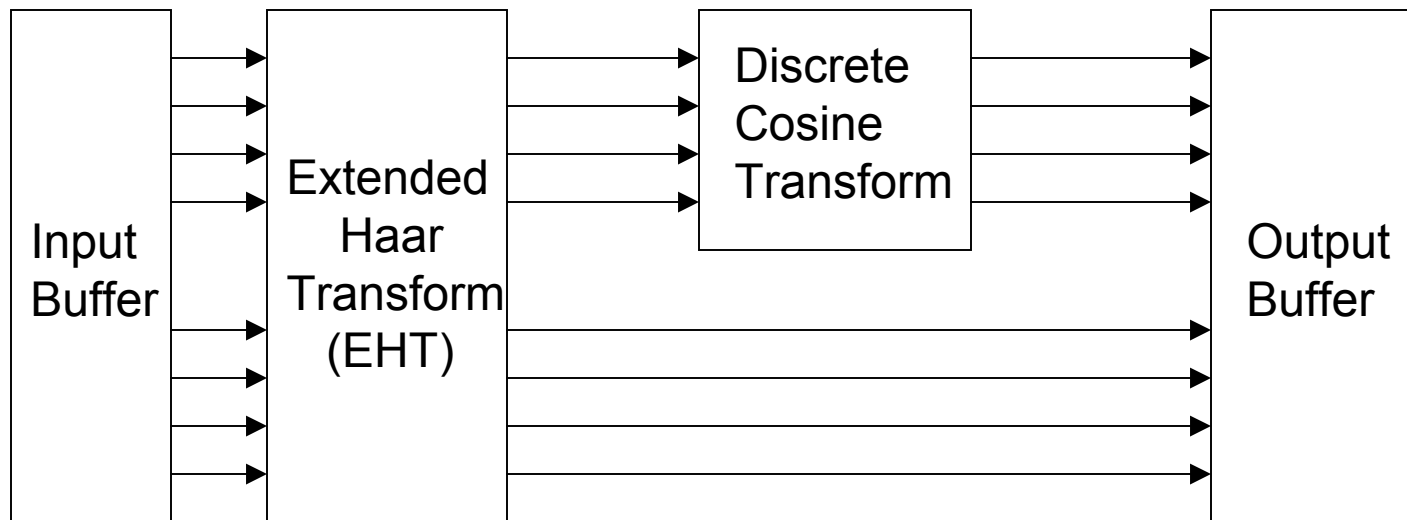 Input
Buffer
Extended
Haar
Transform
(EHT)
Discrete
Cosine
Transform
Output
Buffer